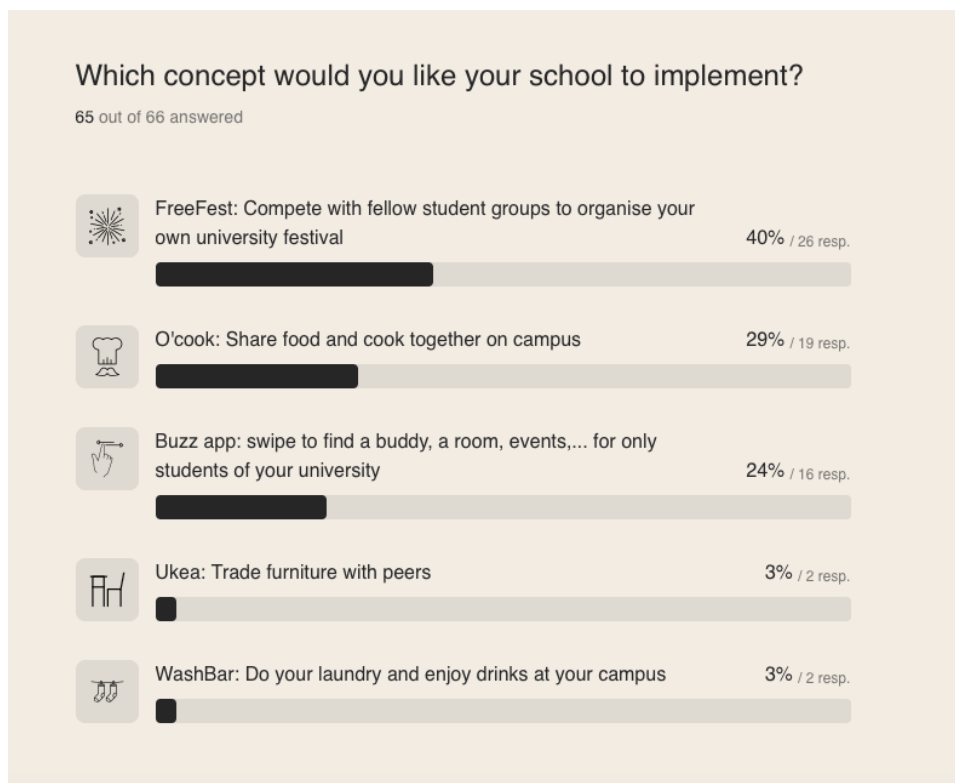 Which concept would you like your school to implement?
65 out of 66 answered
FreeFest: Compete with fellow student groups to organise your
own university festival
40% / 26 resp.
O'cook: Share food and cook together on campus
29% / 19 resp.
Buzz app: swipe to find a buddy, a room, events,... for only
students of your university
24% / 16 resp.
Ukea: Trade furniture with peers
3% / 2 resp.
WashBar: Do your laundry and enjoy drinks at your campus
3% / 2 resp.